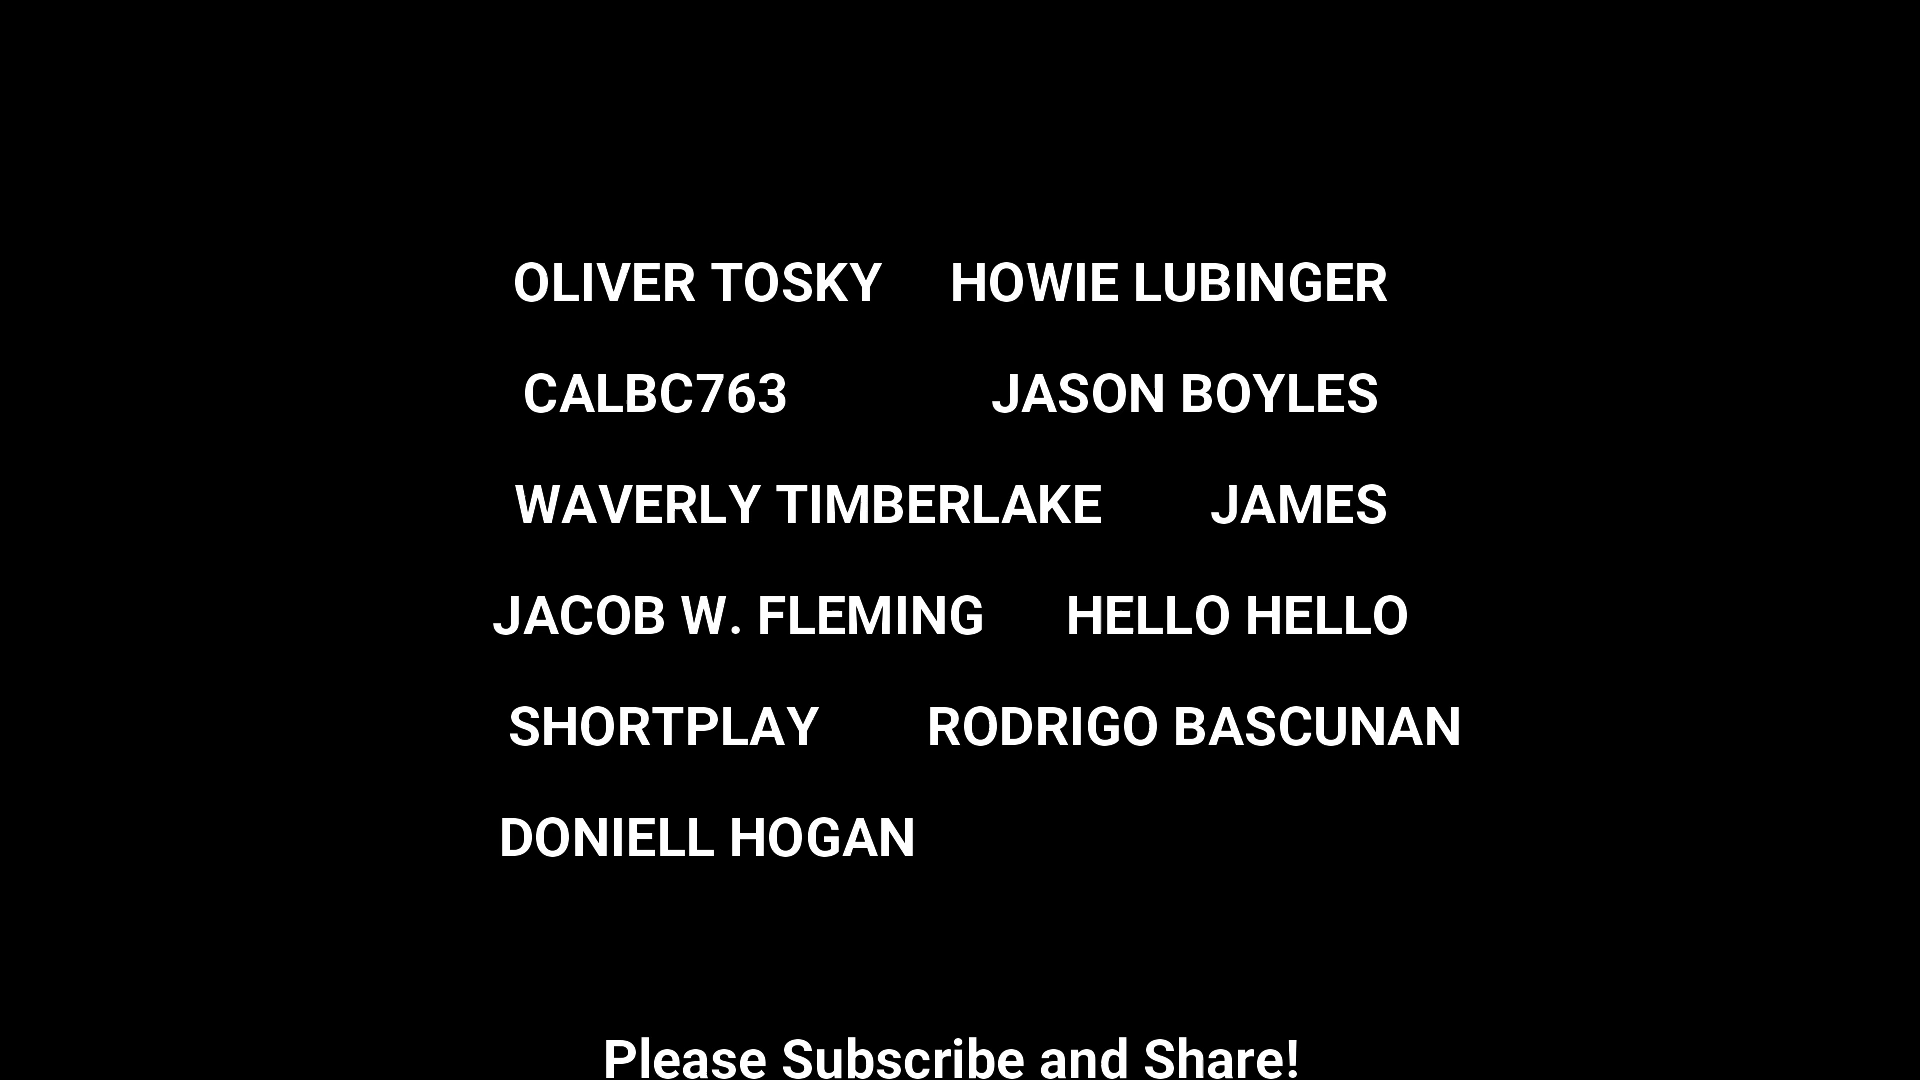 OLIVER TOSKY HOWIE LUBINGER
CALBC763 JASON BOYLES
WAVERLY TIMBERLAKE JAMES
JACOB W. FLEMING HELLO HELLO
SHORTPLAY RODRIGO BASCUNAN
DONIELL HOGAN
Please Subscribe and Share!